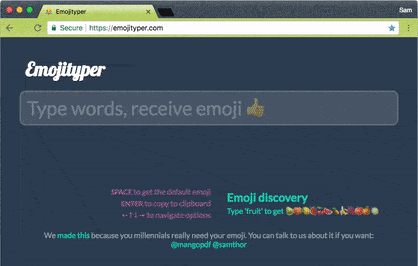 Emojityper
Sam
Secure
https://emojityper.com
Emojityper
Type words, receive emoji 👍
SPACE to get the default emoji
ENTER to copy to clipboard
←↑↓→ to navigate options
Emoji discovery
Type 'fruit' to get
We made this because you millennials really need your emoji. You can talk to us about it if you want:
@mangopdf @samthor